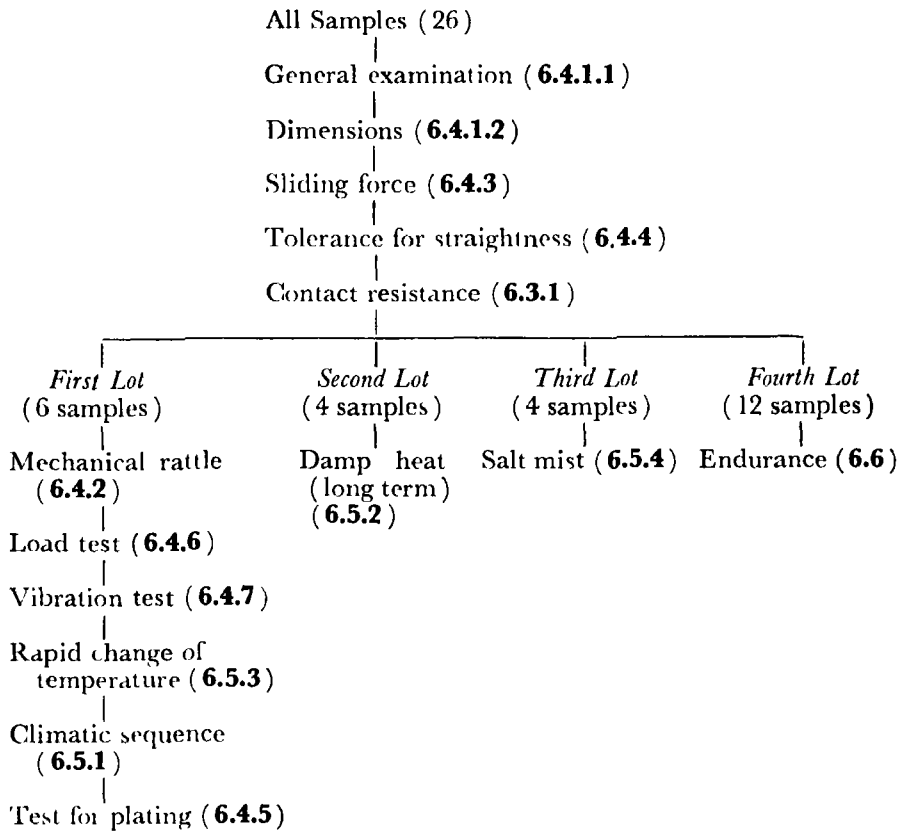 All Samples (26)
General examination (6.4.1.1)
Dimensions (6.4.1.2)
Sliding force (6.4.3)
Tolerance for straightness (6.4.4)
Contact resistance (6.3.1)
First Lot
(6 samples)
Mechanical rattle
(6.4.2)
Load test (6.4.6)
Vibration test (6.4.7)
Rapid change of
temperature (6.5.3)
Climatic sequence
(6.5.1)
Test for plating (6.4.5)
Second Lot
(4 samples)
Damp heat
(long term)
(6.5.2)
Third Lot
(4 samples)
Salt mist (6.5.4)
Fourth Lot
(12 samples)
Endurance (6.6)